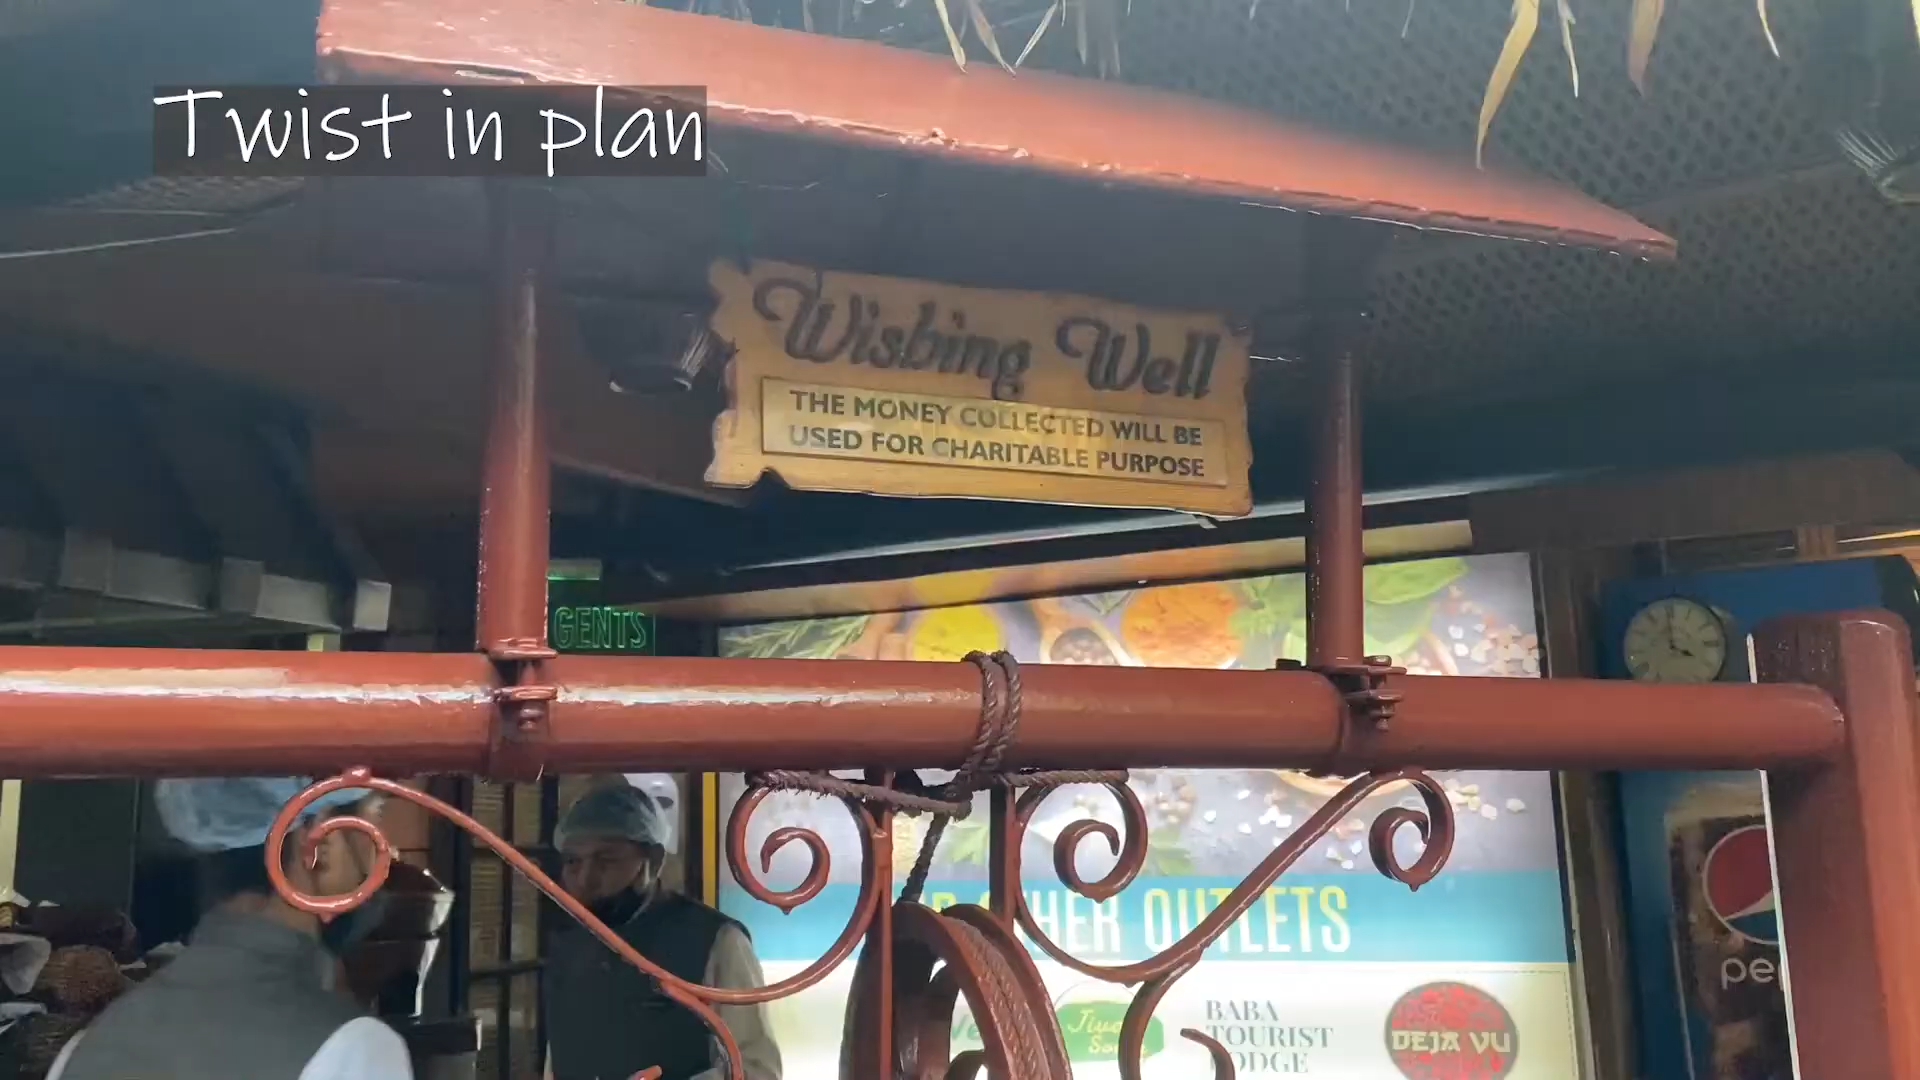 Twist in plan
Wishing Well
THE MONEY COLLECTED WILL BE
USED FOR CHARITABLE PURPOSE
GENTS
OUTLETS
BABA
TOURIST
DEJA VU